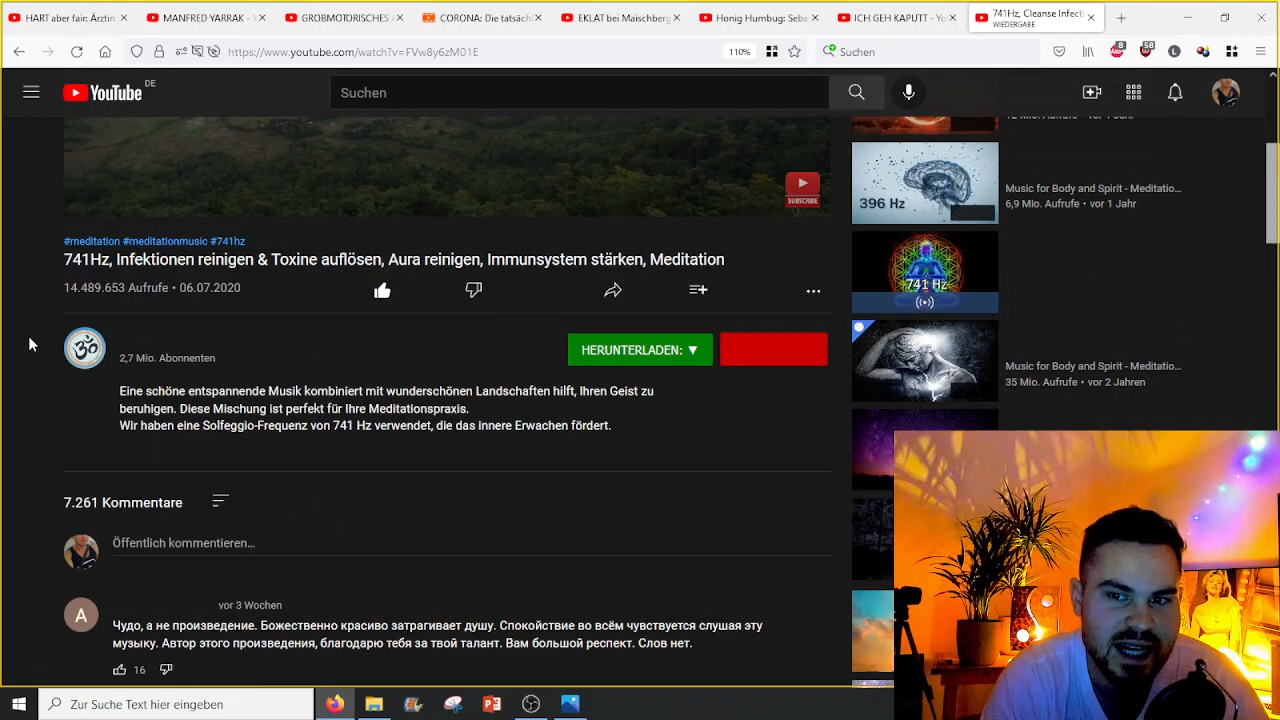 HART aber fair: Ärztin
MANFRED YARRAK - Y
GROBMOTORISCHES
CORONA: Die tatsäch
EKLAT bei Maischberg
Honig Humbug: Seba
ICH GEH KAPUTT - Yo
741Hz, Cleanse Infecti
WIEDERGABE
https://www.youtube.com/watch?v=FVw8y6zM01E
110%
Suchen
8
58
YouTube DE
Suchen
12 Mio. Aufrufe • vor 1 Jahr
SUBSCRIBE
396 Hz
Music for Body and Spirit - Meditatio...
6,9 Mio. Aufrufe • vor 1 Jahr
#meditation #meditationmusic #741hz
741Hz, Infektionen reinigen & Toxine auflösen, Aura reinigen, Immunsystem stärken, Meditation
14.489.653 Aufrufe • 06.07.2020
741 Hz
2,7 Mio. Abonnenten
HERUNTERLADEN: ▼
Music for Body and Spirit - Meditatio...
35 Mio. Aufrufe • vor 2 Jahren
Eine schöne entspannende Musik kombiniert mit wunderschönen Landschaften hilft, Ihren Geist zu
beruhigen. Diese Mischung ist perfekt für Ihre Meditationspraxis.
Wir haben eine Solfeggio-Frequenz von 741 Hz verwendet, die das innere Erwachen fördert.
7.261 Kommentare
Öffentlich kommentieren...
A
vor 3 Wochen
Чудо, а не произведение. Божественно красиво затрагивает душу. Спокойствие во всём чувствуется слушая эту
музыку. Автор этого произведения, благодарю тебя за твой талант. Вам большой респект. Слов нет.
16
Zur Suche Text hier eingeben